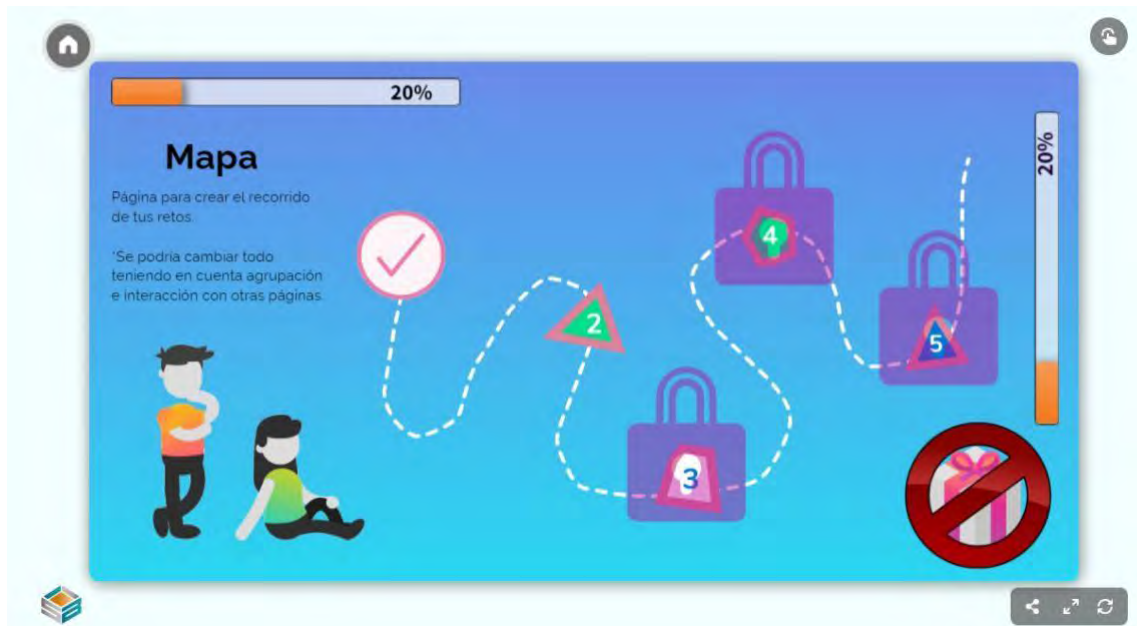 20%
Mapa
Página para crear el recorrido
de tus retos.
*Se podría cambiar todo
teniendo en cuenta agrupación
e interacción con otras páginas.
2
3
4
5
20%